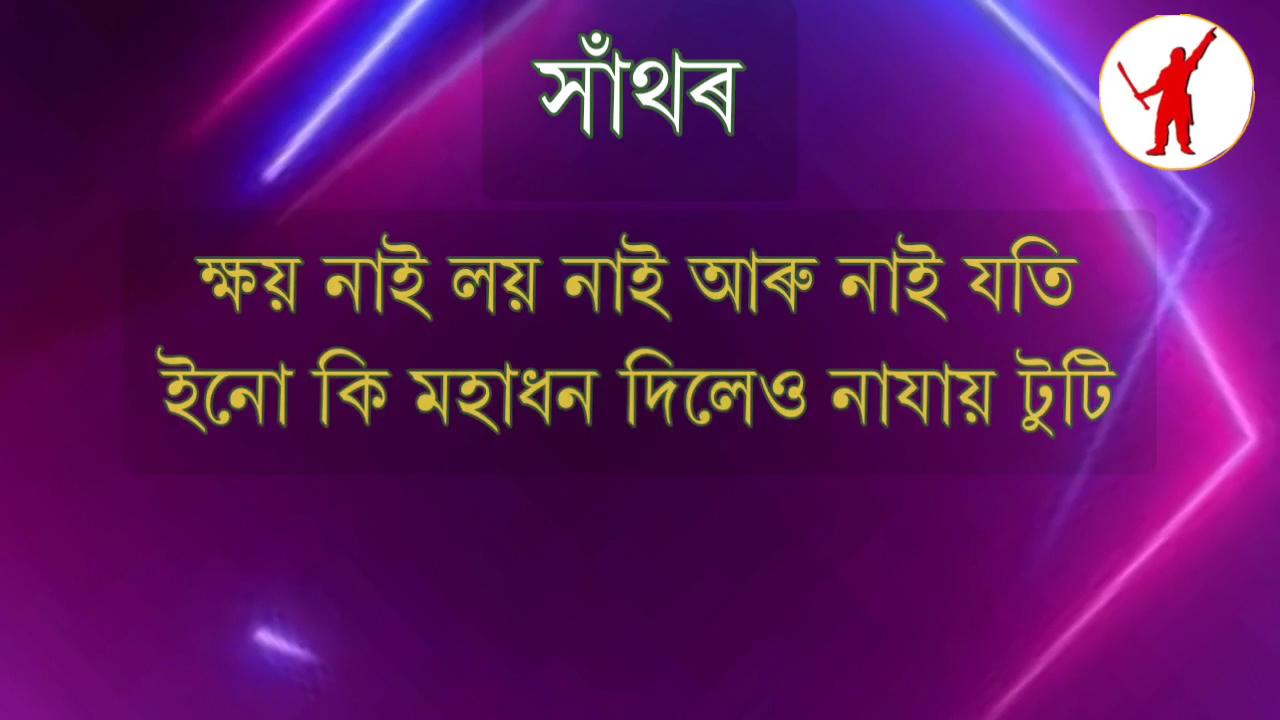 সাঁথৰ
ক্ষয় নাই লয় নাই আৰু নাই যতি
ইনো কি মহাধন দিলেও নাযায় টুটি